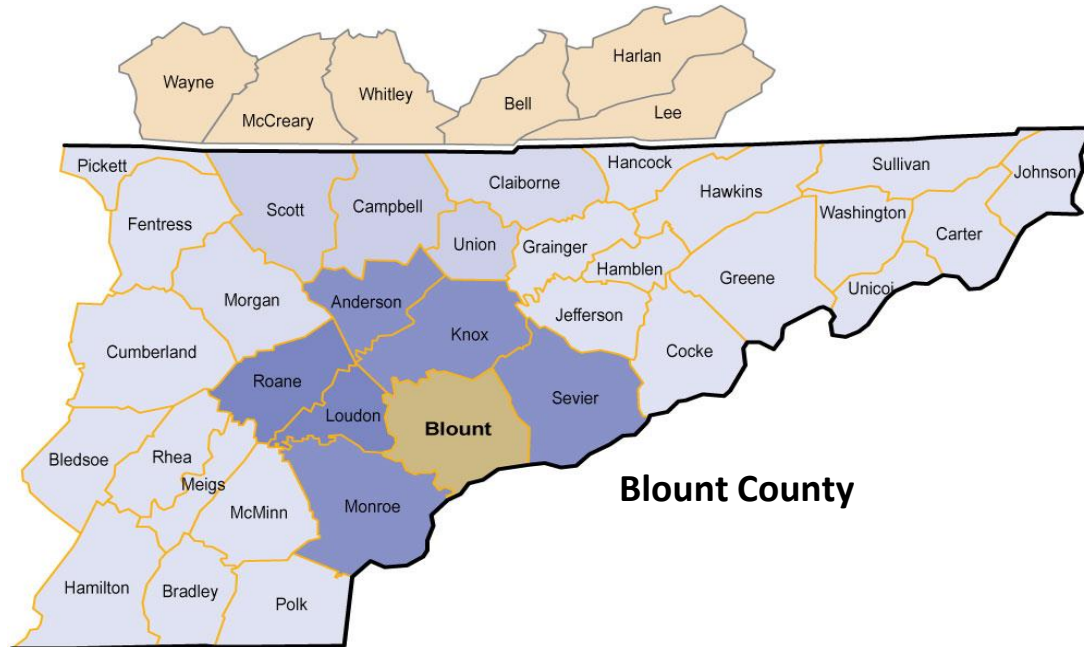 Harlan
Wayne
Whitley
Bell
Lee
McCreary
Pickett
Hancock
Sullivan
Johnson
Claiborne
Hawkins
Scott
Campbell
Washington
Fentress
Union
Grainger
Carter
Hamblen
Greene
Unicoi
Morgan
Anderson
Jefferson
Knox
Cumberland
Cocke
Roane
Sevier
Loudon
Blount
Bledsoe
Rhea
Meigs
Blount County
McMinn
Monroe
Hamilton
Bradley
Polk